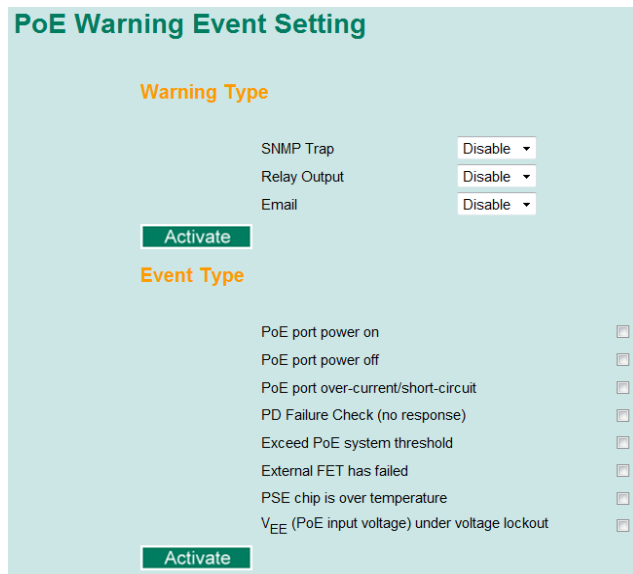 PoE Warning Event Setting
Warning Type
SNMP Trap Disable
Relay Output Disable
Email Disable
Activate
Event Type
PoE port power on
PoE port power off
PoE port over-current/short-circuit
PD Failure Check (no response)
Exceed PoE system threshold
External FET has failed
PSE chip is over temperature
VEE (PoE input voltage) under voltage lockout
Activate